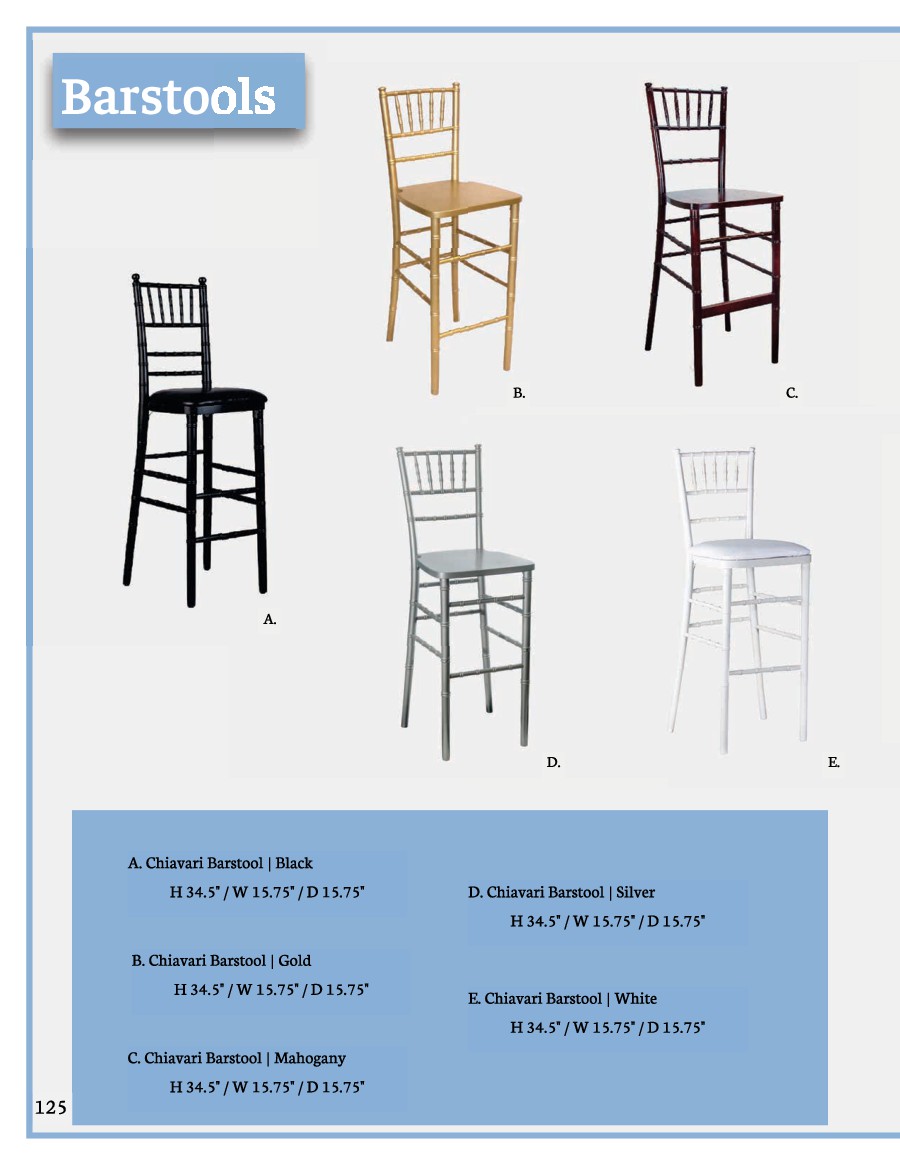 Barstools
B.
C.
A.
D.
E.
A. Chiavari Barstool | Black
H 34.5" / W 15.75" / D 15.75"
B. Chiavari Barstool | Gold
H 34.5" / W 15.75" / D 15.75"
C. Chiavari Barstool | Mahogany
H 34.5" / W 15.75" / D 15.75"
D. Chiavari Barstool | Silver
H 34.5" / W 15.75" / D 15.75"
E. Chiavari Barstool | White
H 34.5" / W 15.75" / D 15.75"
125